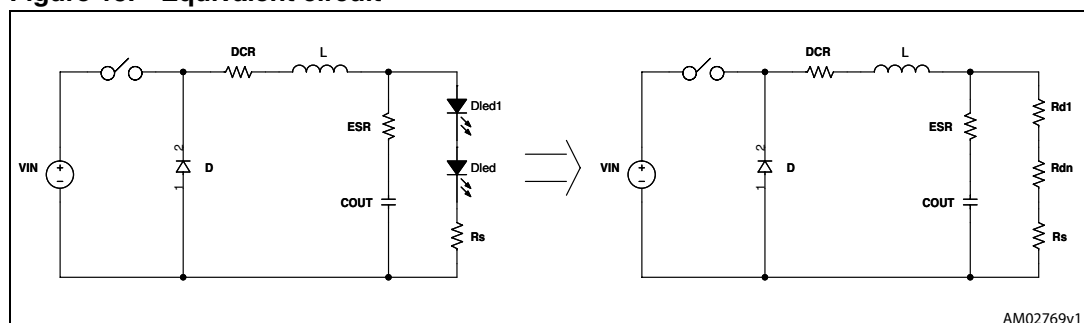 Figure 18. Equivalent circuit
DCR
L
Dled1
ESR
2
VIN
+
-
D
Dled
1
COUT
Rs
DCR
L
Rd1
ESR
2
VIN
+
-
D
Rdn
1
COUT
Rs
AM02769v1